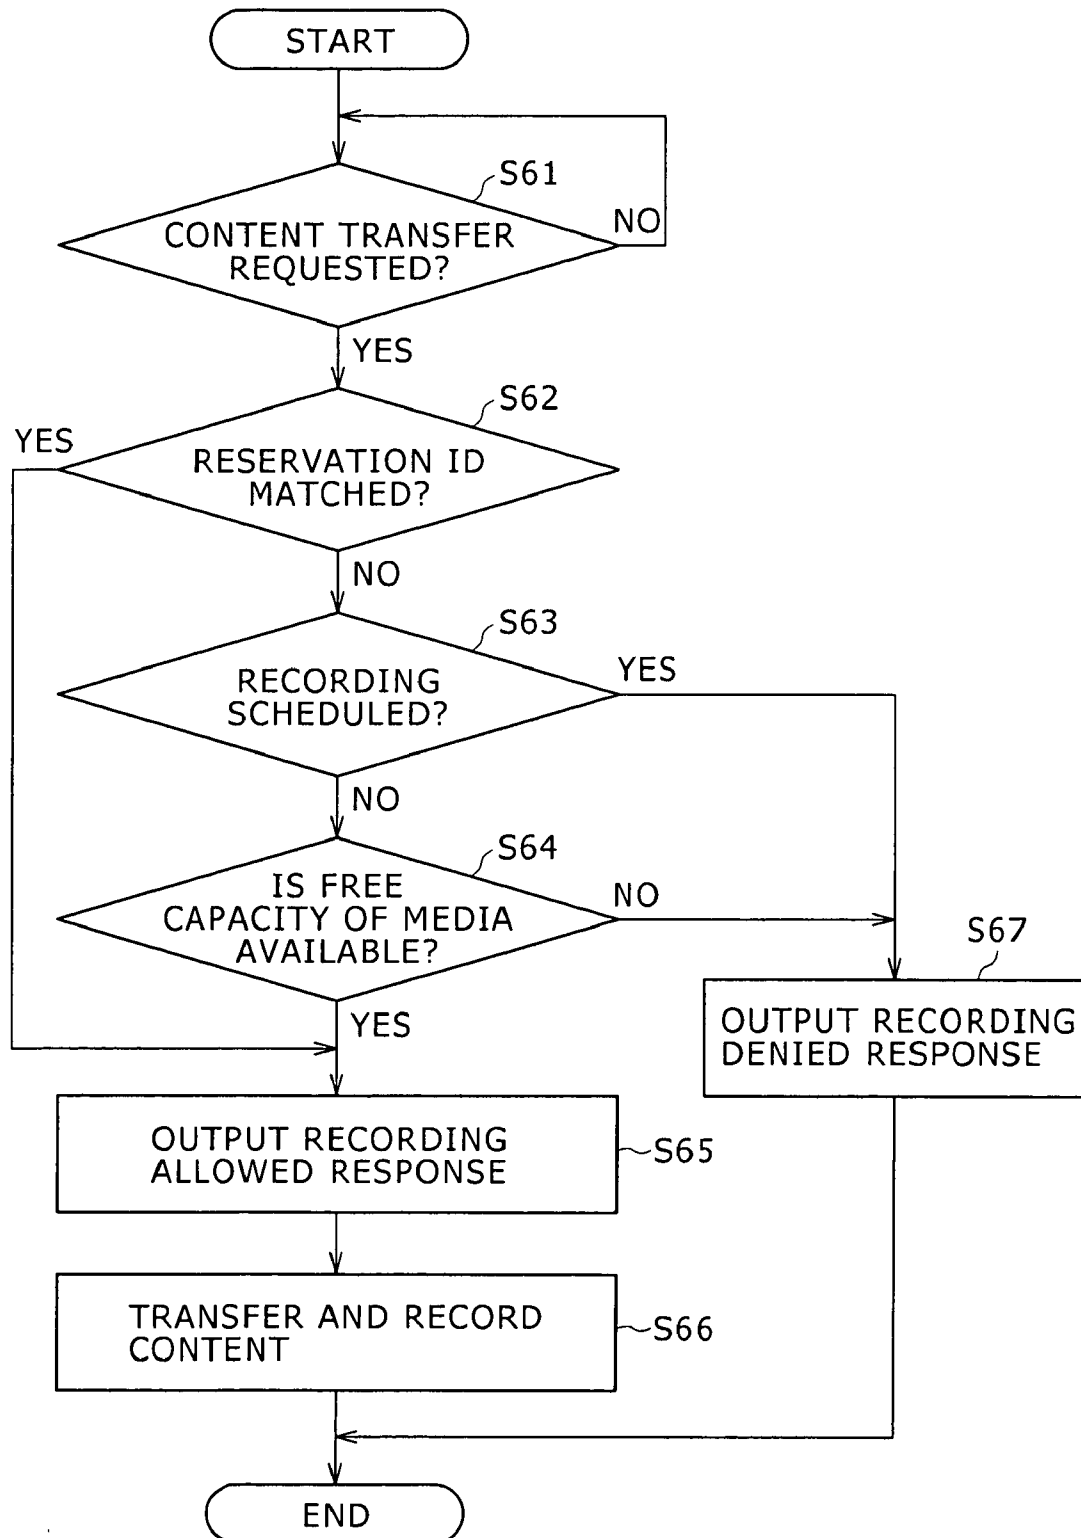 START
S61
CONTENT TRANSFER
REQUESTED?
NO
YES
S62
YES
RESERVATION ID
MATCHED?
NO
S63
RECORDING
SCHEDULED?
YES
NO
S64
IS FREE
CAPACITY OF MEDIA
AVAILABLE?
NO
YES
S67
OUTPUT RECORDING
DENIED RESPONSE
OUTPUT RECORDING
ALLOWED RESPONSE
S65
TRANSFER AND RECORD
CONTENT
S66
END